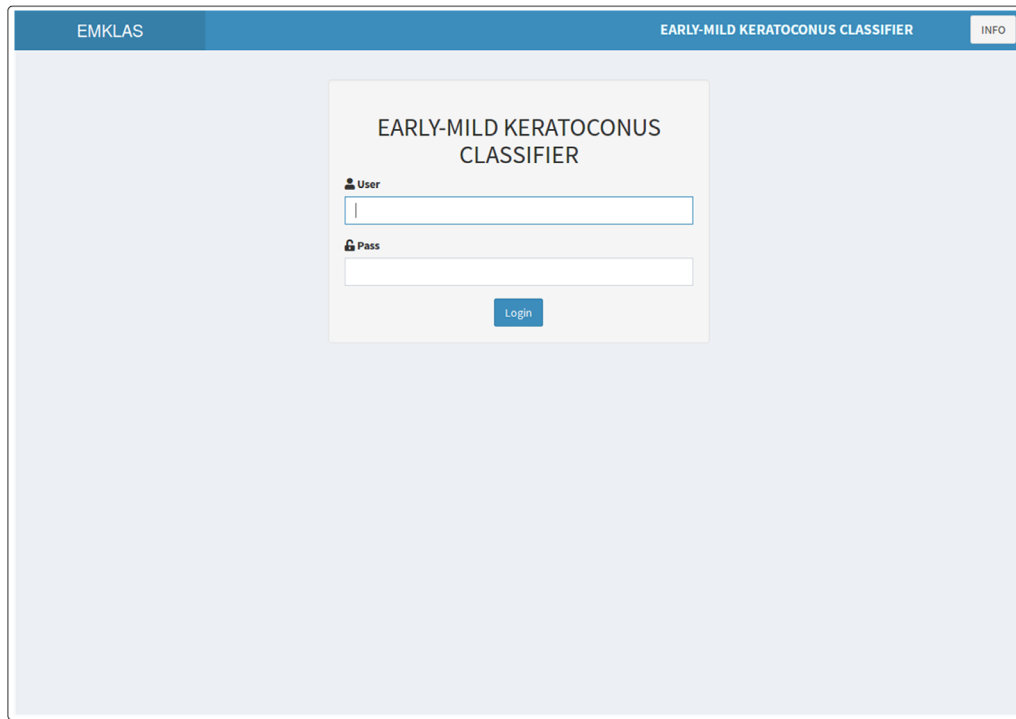 EMKLAS
EARLY-MILD KERATOCONUS CLASSIFIER
INFO
EARLY-MILD KERATOCONUS
CLASSIFIER
User
Pass
Login